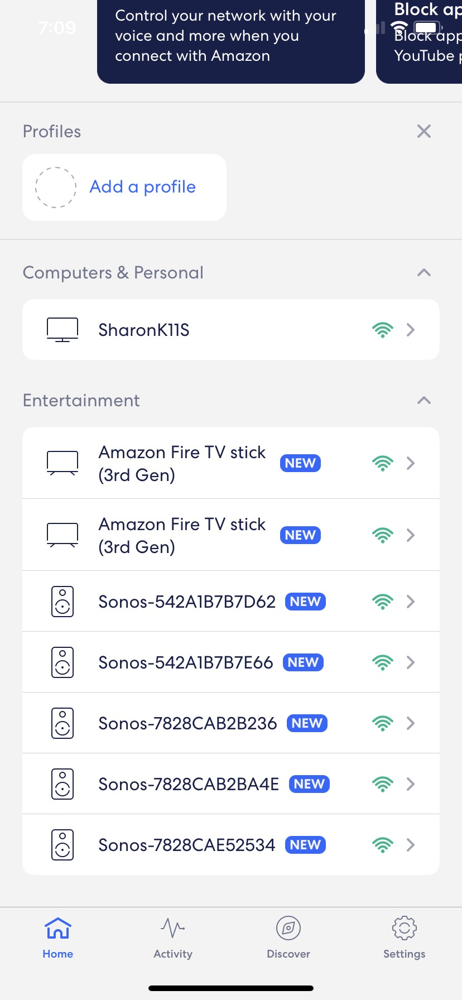 Control your network with your
voice and more when you
connect with Amazon
Block ap
Block app
YouTube p
7:09
Profiles
Add a profile
Computers & Personal
SharonK11S
Entertainment
Amazon Fire TV stick
(3rd Gen)
NEW
Amazon Fire TV stick
(3rd Gen)
NEW
Sonos-542A1B7B7D62 NEW
Sonos-542A1B7B7E66 NEW
Sonos-7828CAB2B236 NEW
Sonos-7828CAB2BA4E NEW
Sonos-7828CAE52534 NEW
Home
Activity
Discover
Settings